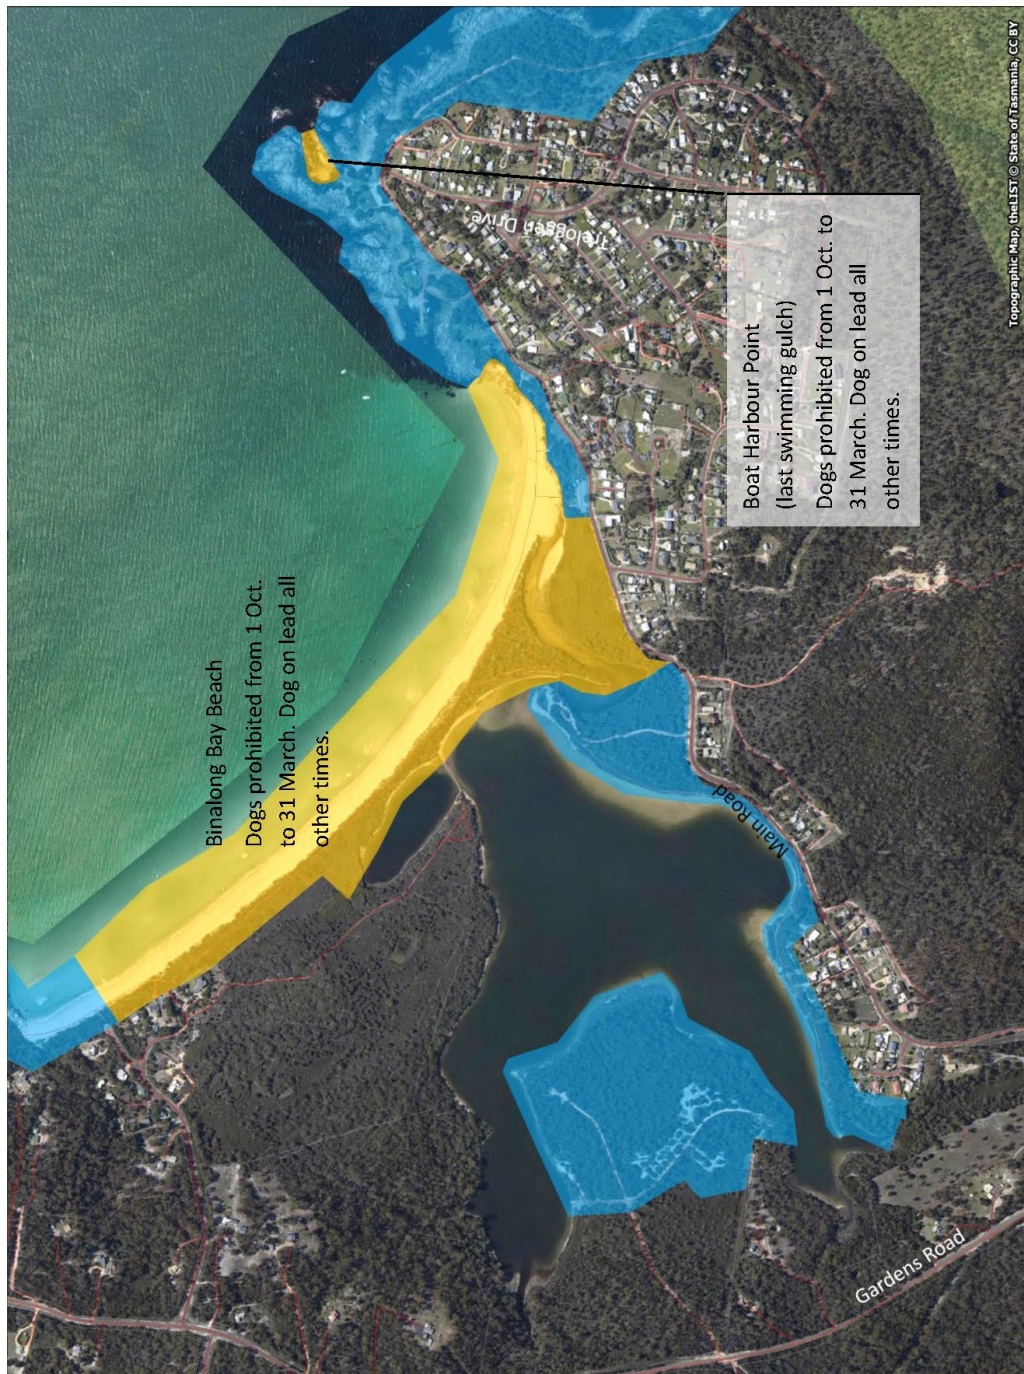 Binalong Bay Beach
Dogs prohibited from 1 Oct.
to 31 March. Dog on lead all
other times.
Boat Harbour Point
(last swimming gulch)
Dogs prohibited from 1 Oct. to
31 March. Dog on lead all
other times.
Treloggen Drive
Main Road
Gardens Road
Topographic Map, theLIST © State of Tasmania, CC BY